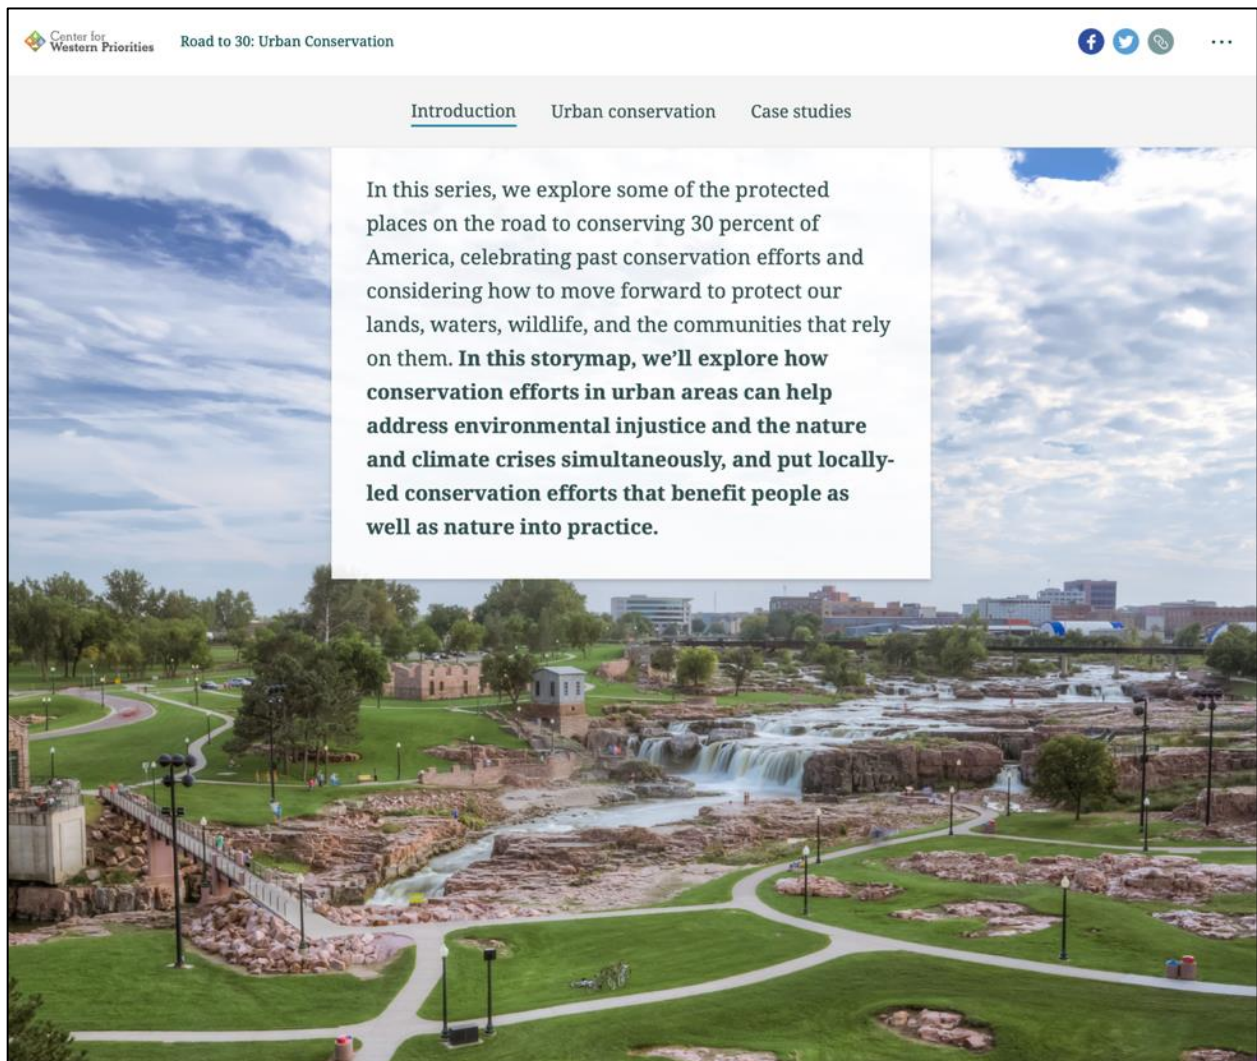 Center for
Western Priorities
Road to 30: Urban Conservation
Introduction
Urban conservation
Case studies
In this series, we explore some of the protected
places on the road to conserving 30 percent of
America, celebrating past conservation efforts and
considering how to move forward to protect our
lands, waters, wildlife, and the communities that rely
on them. In this storymap, we’ll explore how
conservation efforts in urban areas can help
address environmental injustice and the nature
and climate crises simultaneously, and put locally-
led conservation efforts that benefit people as
well as nature into practice.